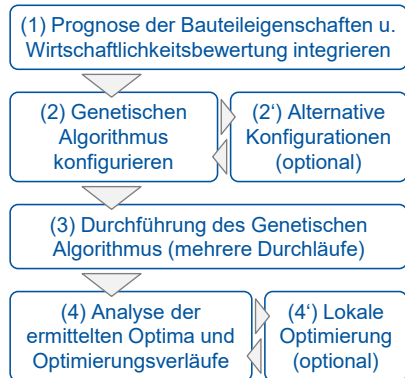 (1) Prognose der Bauteileigenschaften u.
Wirtschaftlichkeitsbewertung integrieren
(2) Genetischen
Algorithmus
konfigurieren
(2‘) Alternative
Konfigurationen
(optional)
(3) Durchführung des Genetischen
Algorithmus (mehrere Durchläufe)
(4) Analyse der
ermittelten Optima und
Optimierungsverläufe
(4‘) Lokale
Optimierung
(optional)